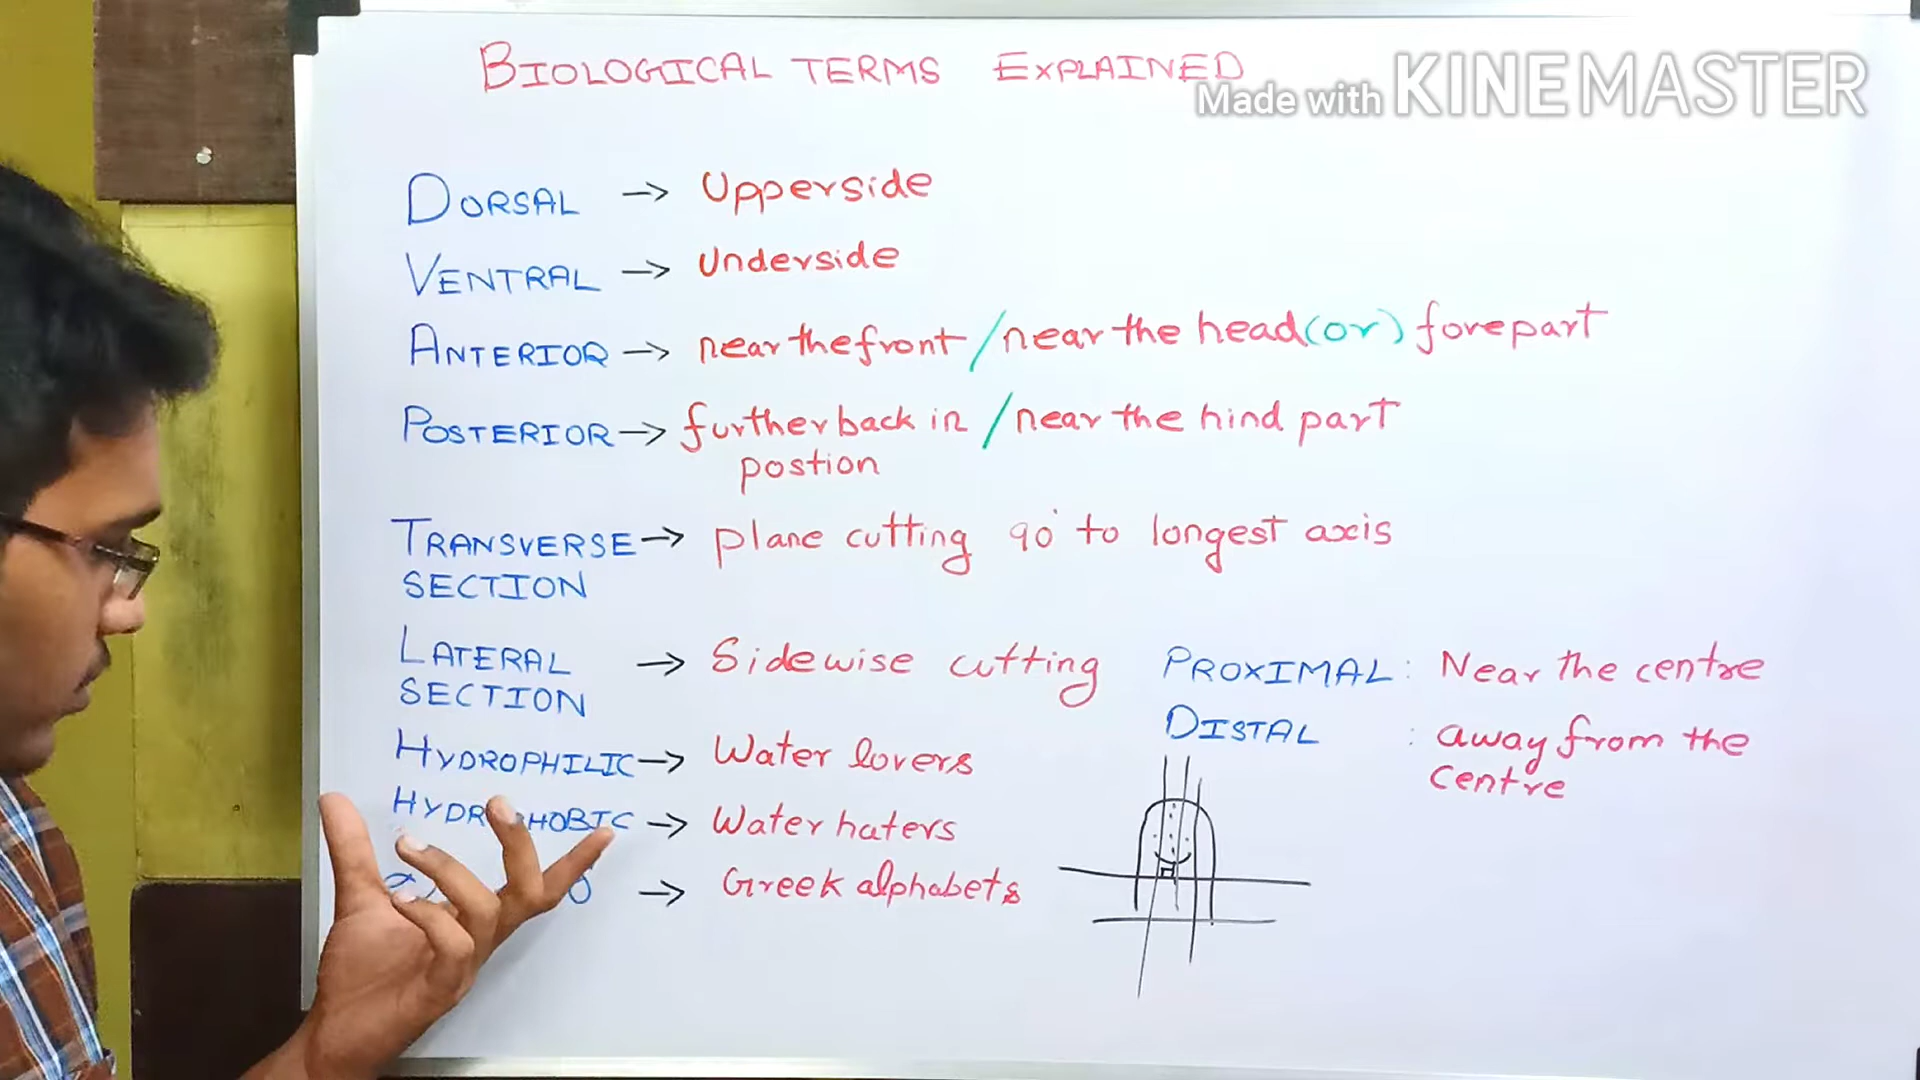 BIOLOGICAL TERMS EXPLAINED
Made with KINEMASTER
DORSAL → Upperside
VENTRAL → Underside
ANTERIOR → near the front / near the head (or) forepart
POSTERIOR → further back in / near the hind part
postion
TRANSVERSE → plane cutting 90° to longest axis
SECTION
LATERAL → Sidewise cutting
SECTION
PROXIMAL : Near the centre
DISTAL : away from the
centre
HYDROPHILIC → Water lovers
→ Water haters
→ Greek alphabets